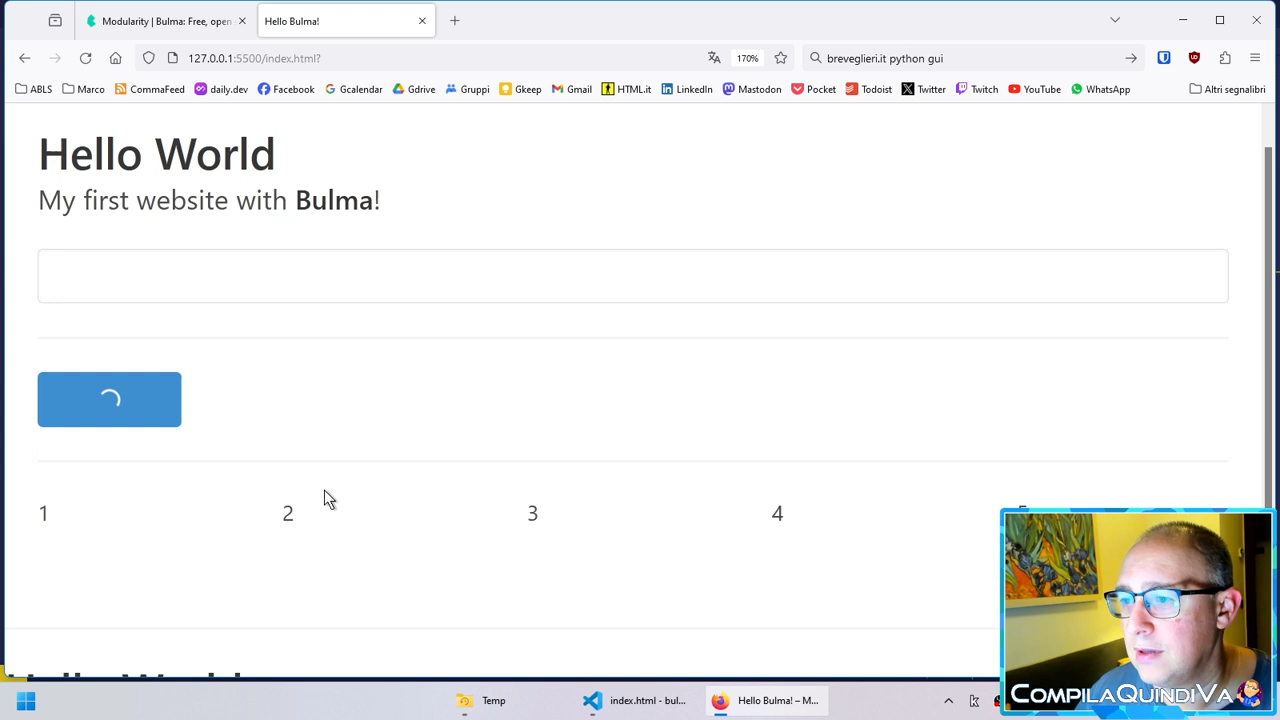 Modularity | Bulma: Free, open
Hello Bulma!
127.0.0.1:5500/index.html?
170%
breveglieri.it python gui
ABLS
Marco
CommaFeed
daily.dev
Facebook
Gcalendar
Gdrive
Gruppi
Gkeep
Gmail
HTML.it
LinkedIn
Mastodon
Pocket
Todoist
Twitter
Twitch
YouTube
WhatsApp
Altri segnalibri
Hello World
My first website with Bulma!
1 2 3 4
COMPILAQUINDIVA
Temp
index.html - bul...
Hello Bulma! – M...